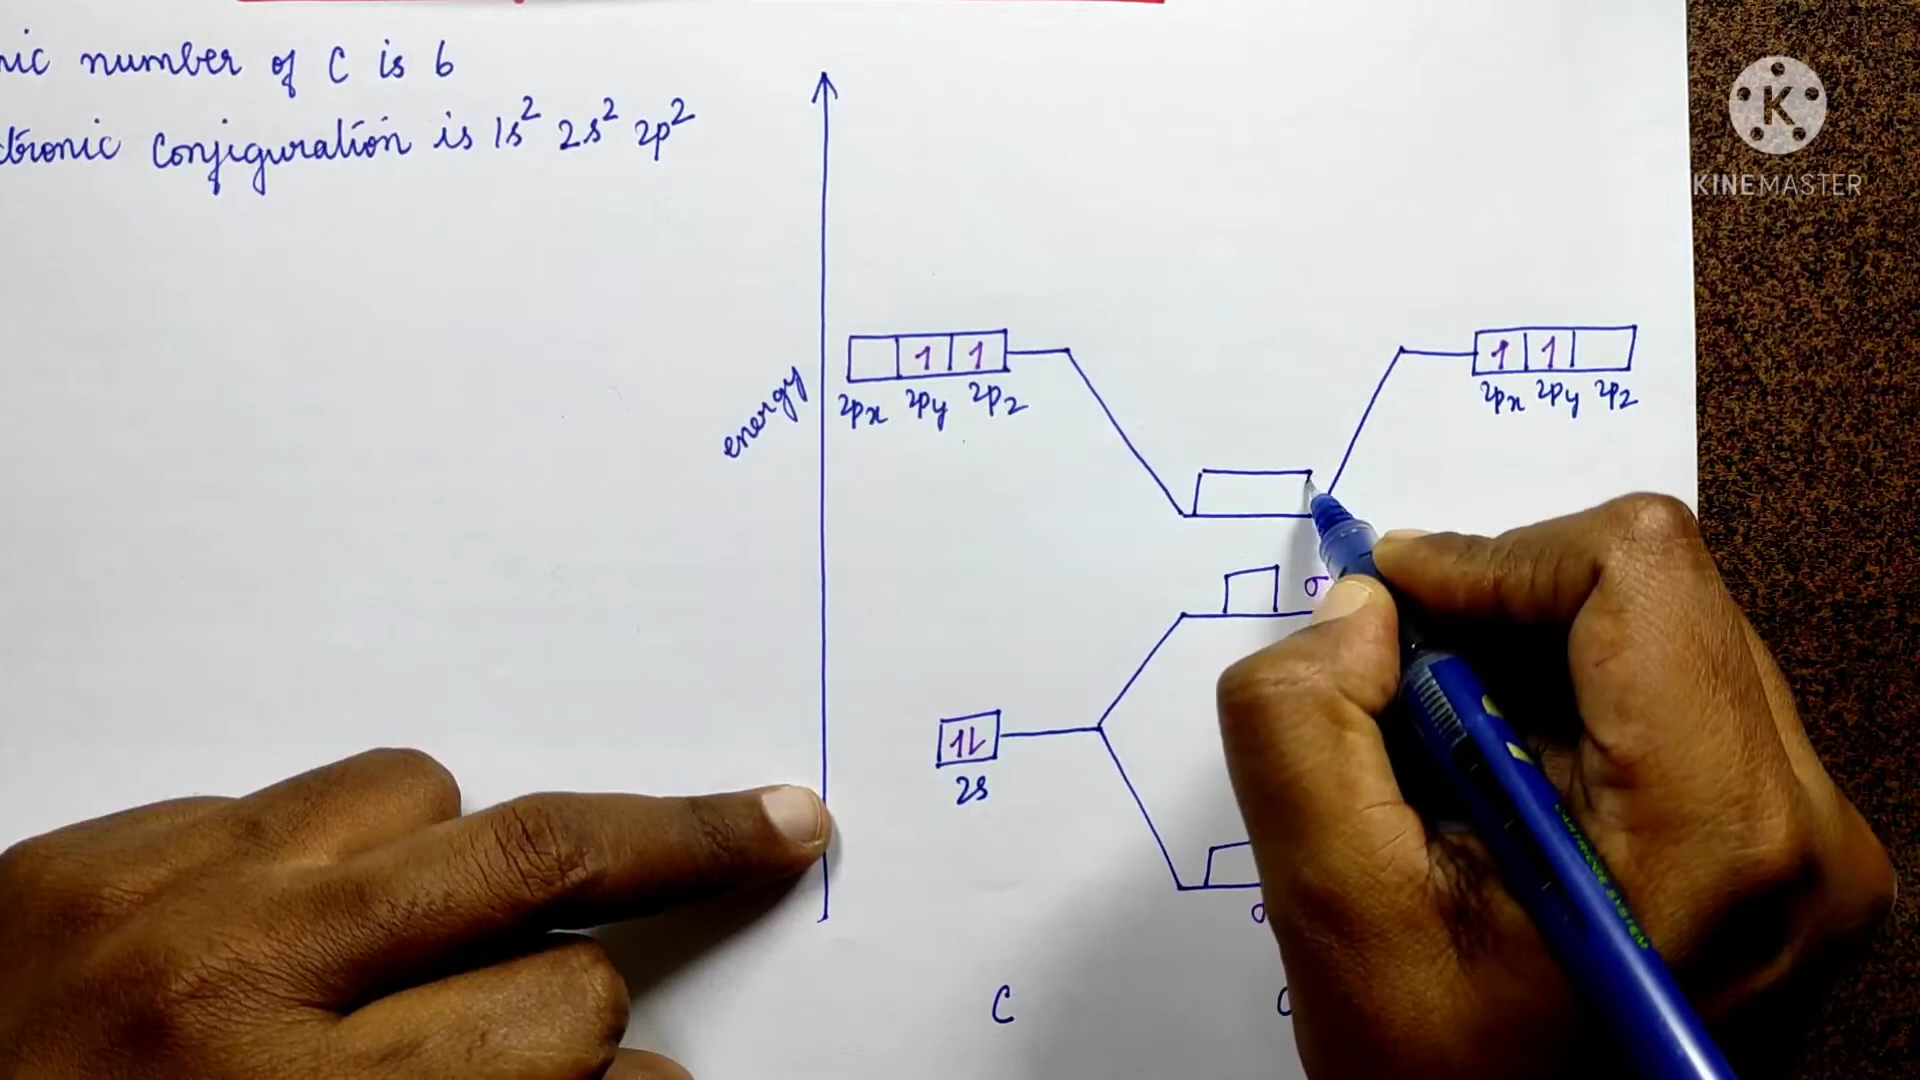 number of C is 6
configuration is 1s² 2s² 2p²
KINEMASTER
energy
1 1
1 1
2px 2py 2pz
2px 2py 2pz
σ
1L
2s
σ
C
C